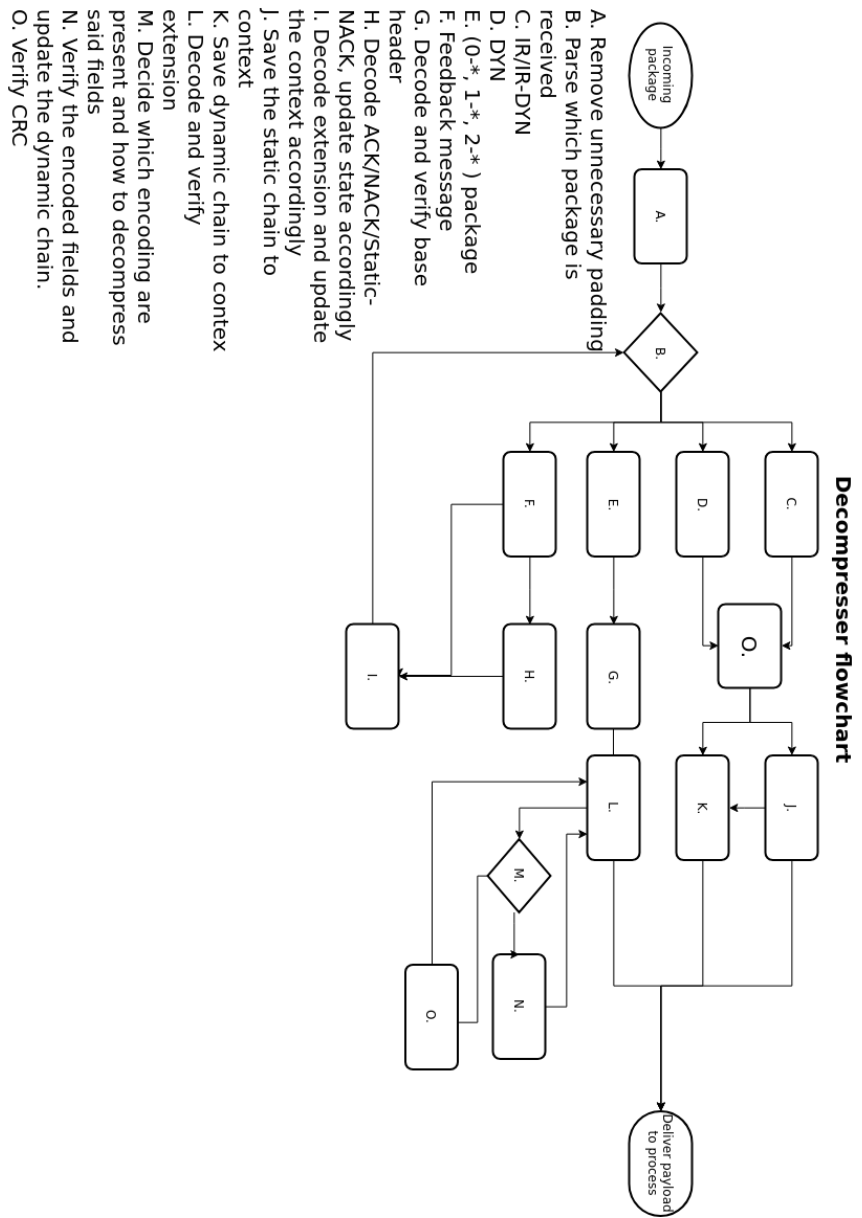 Decompresser flowchart
Incoming
package
A.
B.
C.
D.
E.
F.
O.
G.
H.
I.
J.
K.
L.
M.
N.
O.
Deliver payload
to process
A. Remove unnecessary padding
B. Parse which package is
received
C. IR/IR-DYN
D. DYN
E. (0-*, 1-*, 2-* ) package
F. Feedback message
G. Decode and verify base
header
H. Decode ACK/NACK/Static-
NACK, update state accordingly
I. Decode extension and update
the context accordingly
J. Save the static chain to
context
K. Save dynamic chain to contex
L. Decode and verify
extension
M. Decide which encoding are
present and how to decompress
said fields
N. Verify the encoded fields and
update the dynamic chain.
O. Verify CRC